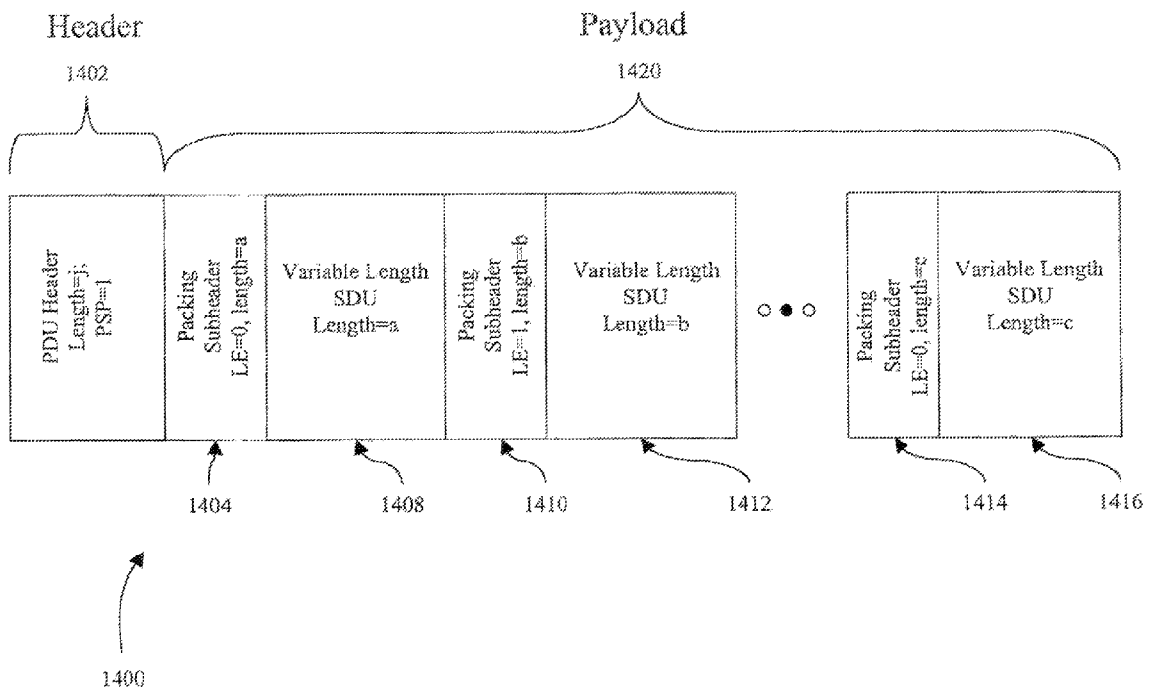 Header
Payload
1402
1420
PDU Header
Length=j;
PSP=1
Packing
Subheader
LE=0, length=a
Variable Length
SDU
Length=a
Packing
Subheader
LE=1, length=b
Variable Length
SDU
Length=b
Packing
Subheader
LE=0, length=c
Variable Length
SDU
Length=c
1404
1408
1410
1412
1414
1416
1400